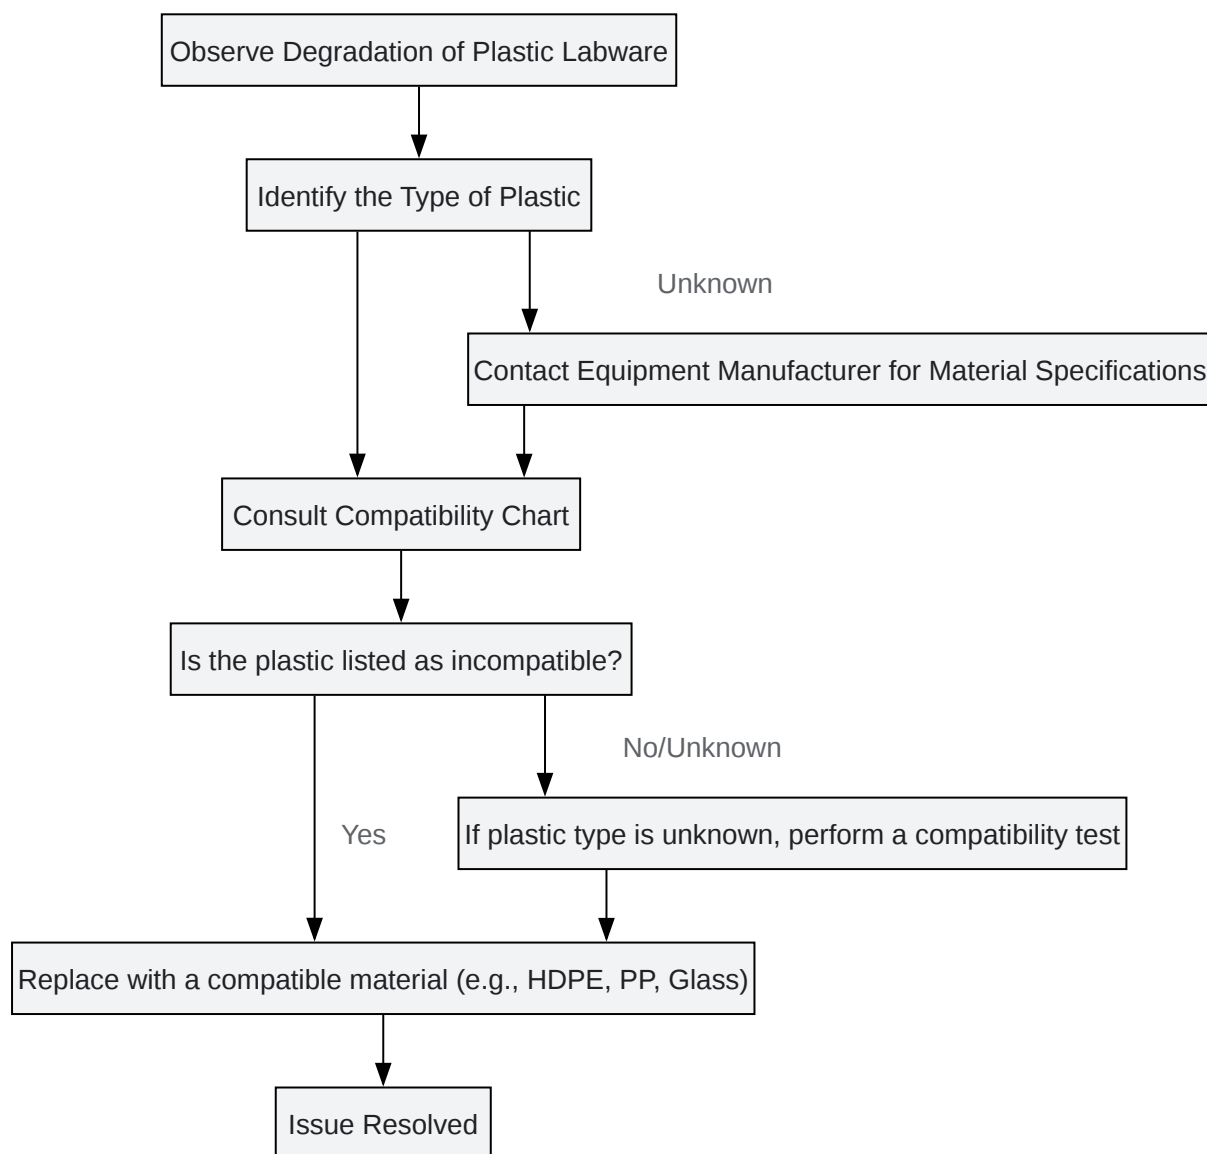 Observe Degradation of Plastic Labware
Identify the Type of Plastic
Unknown
Contact Equipment Manufacturer for Material Specifications
Consult Compatibility Chart
Is the plastic listed as incompatible?
No/Unknown
Yes
If plastic type is unknown, perform a compatibility test
Replace with a compatible material (e.g., HDPE, PP, Glass)
Issue Resolved